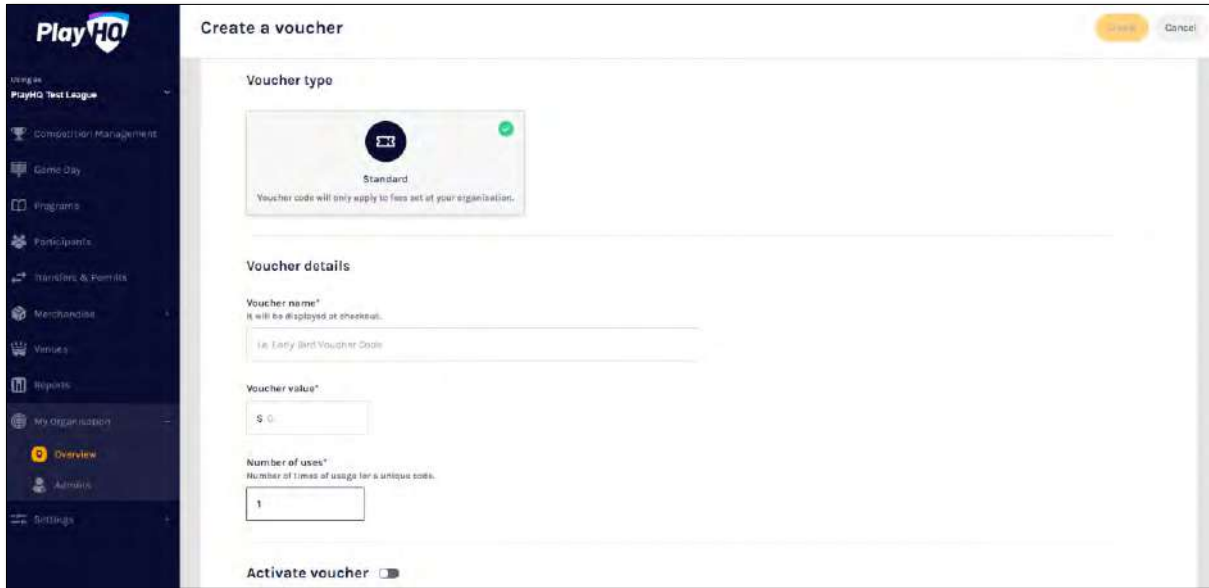 PlayHQ
Create a voucher
Create
Cancel
Using as
PlayHQ Test League
Competition Management
Game Day
Programs
Participants
Transfers & Permits
Merchandise
Venues
Reports
My Organisation
Overview
Admins
Settings
Voucher type
Standard
Voucher code will only apply to fees set at your organisation.
Voucher details
Voucher name*
It will be displayed at checkout.
i.e. Early Bird Voucher Code
Voucher value*
$ 0
Number of uses*
Number of times of usage for a unique code.
1
Activate voucher